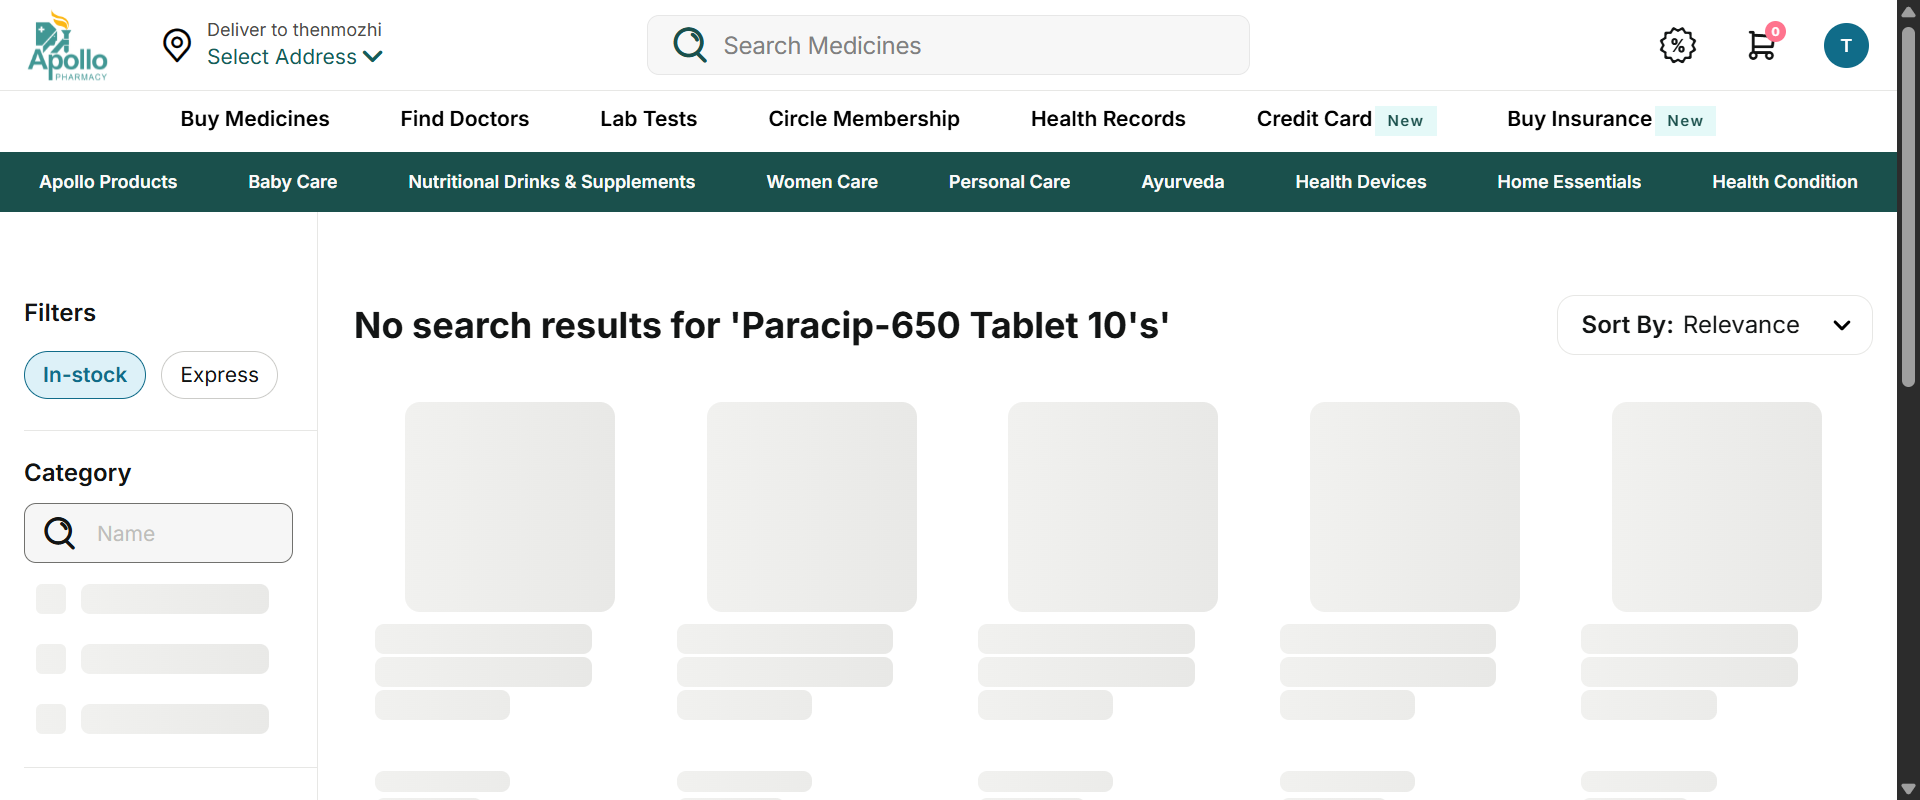 Apollo
PHARMACY
Deliver to thenmozhi
Select Address
Search Medicines
%
0
T
Buy Medicines
Find Doctors
Lab Tests
Circle Membership
Health Records
Credit Card New
Buy Insurance New
Apollo Products
Baby Care
Nutritional Drinks & Supplements
Women Care
Personal Care
Ayurveda
Health Devices
Home Essentials
Health Condition
Filters
In-stock
Express
Category
Name
No search results for 'Paracip-650 Tablet 10's'
Sort By: Relevance